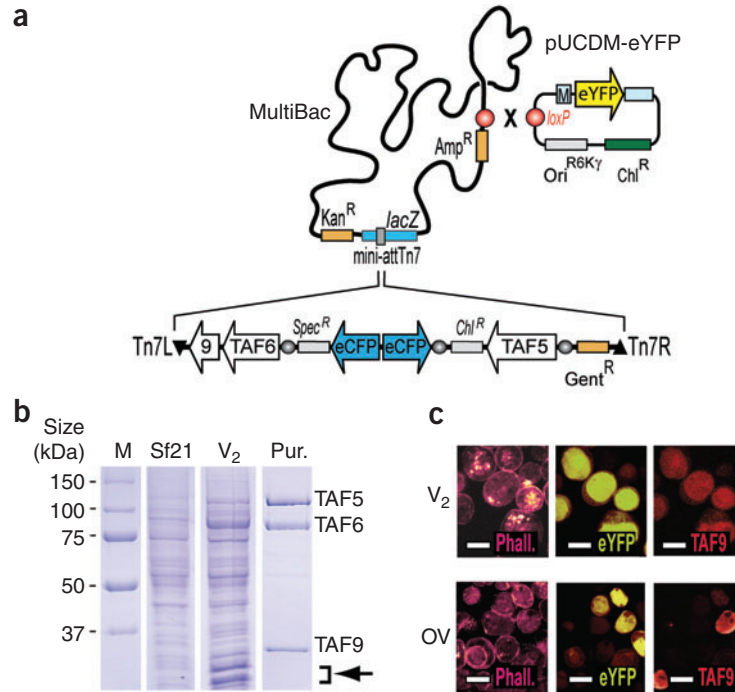 a
pUCDM-eYFP
MultiBac
M eYFP
X loxP
Amp^R
Ori^R6Kγ Chl^R
Kan^R lacZ
mini-attTn7
Tn7L 9 TAF6 Spec^R eCFP eCFP Chl^R TAF5 Tn7R
Gent^R
b
Size (kDa) M Sf21 V₂ Pur.
150
100
75
50
37
TAF5
TAF6
TAF9
c
V₂ Phall. eYFP TAF9
OV Phall. eYFP TAF9